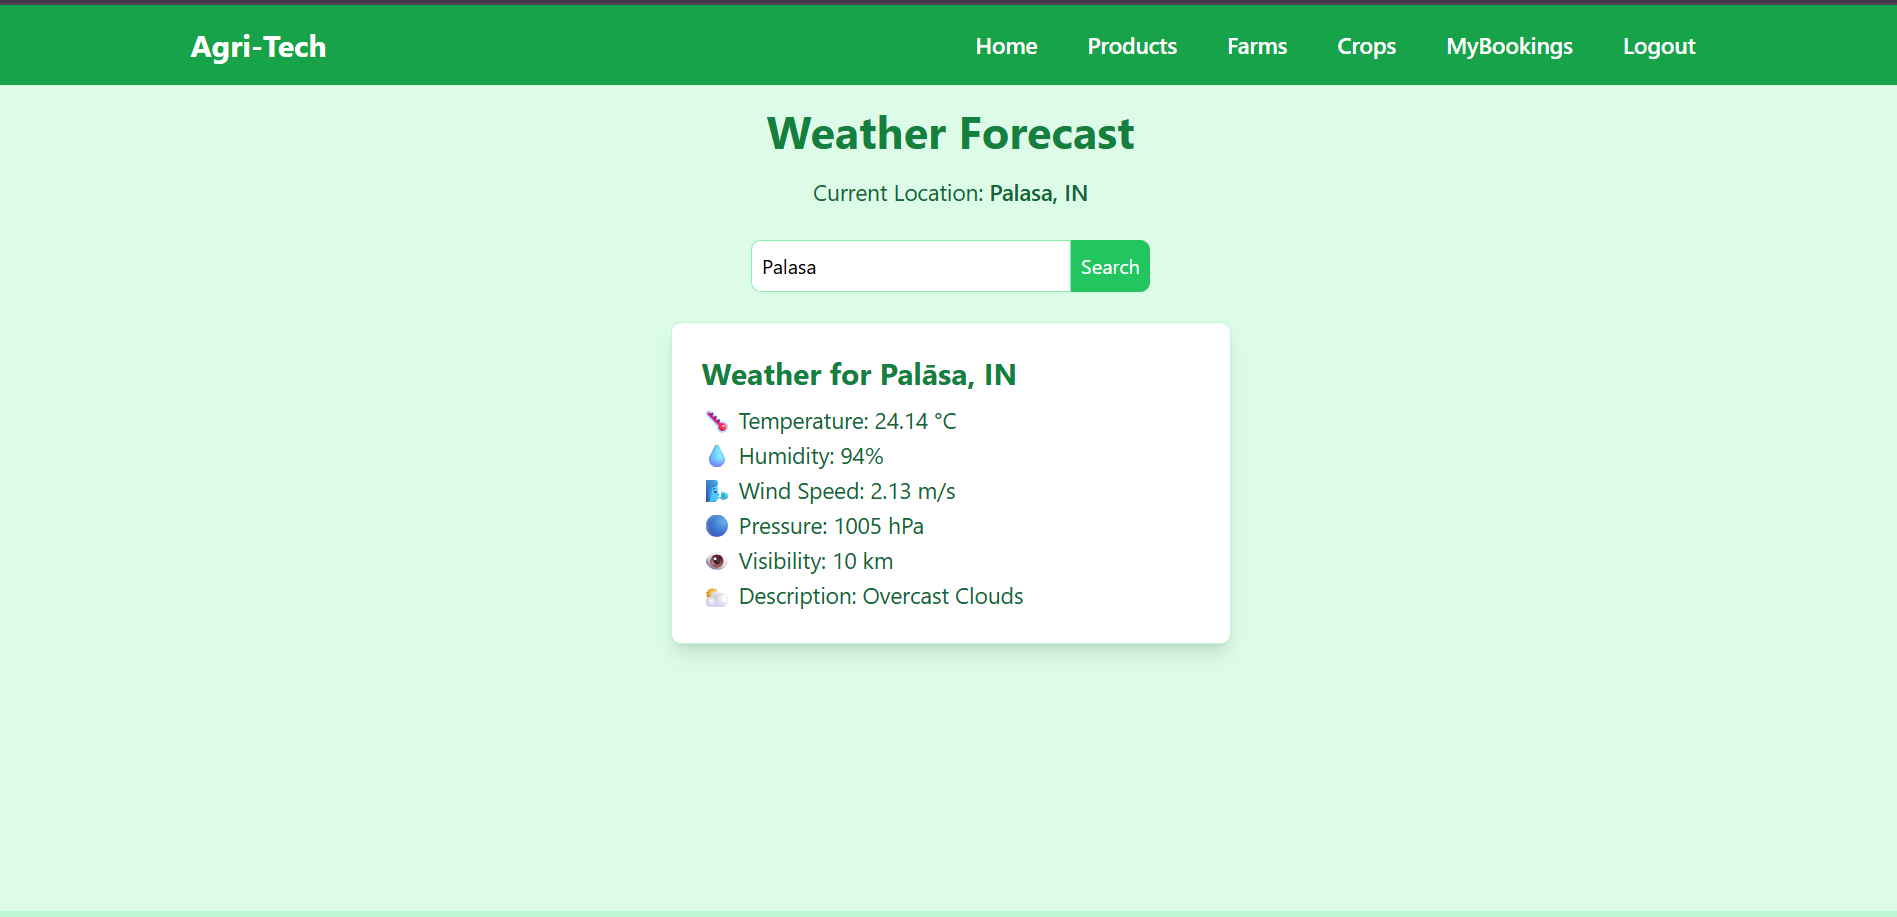 Agri-Tech Home Products Farms Crops MyBookings Logout
Weather Forecast
Current Location: Palasa, IN
Palasa Search
Weather for Palāsa, IN
Temperature: 24.14 °C
Humidity: 94%
Wind Speed: 2.13 m/s
Pressure: 1005 hPa
Visibility: 10 km
Description: Overcast Clouds